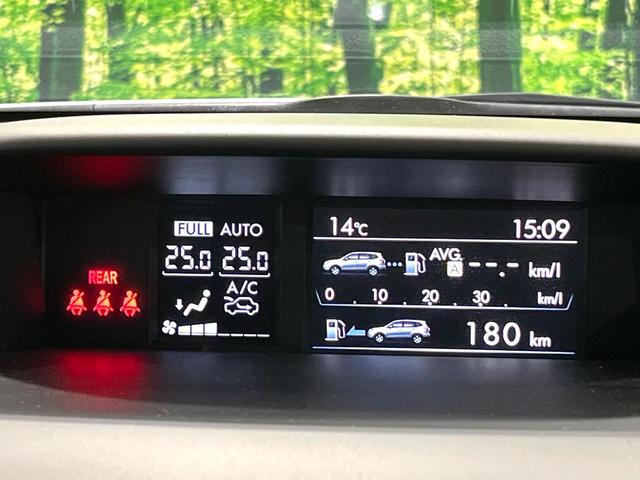 REAR
FULL AUTO
25.0 25.0
A/C
14℃ 15:09
AVG.
A --.- km/l
0 . 10 . 20 . 30 . km/l
180 km